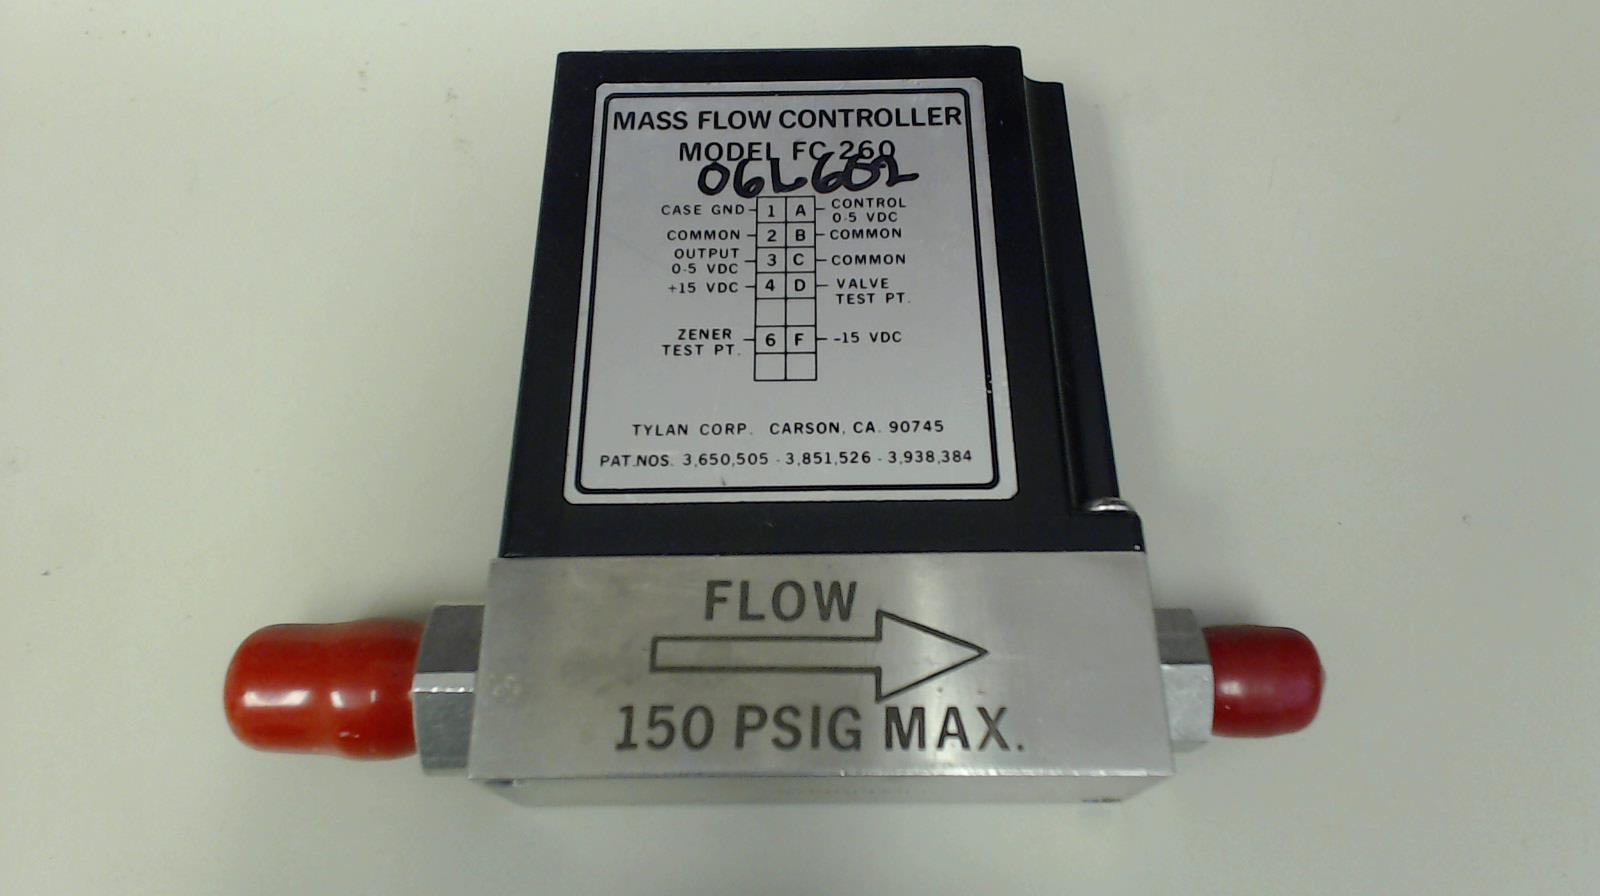 MASS FLOW CONTROLLER
MODEL FC 260
06L602
CASE GND 1 A CONTROL 0-5 VDC
COMMON 2 B COMMON
OUTPUT 0-5 VDC 3 C COMMON
+15 VDC 4 D VALVE TEST PT.
ZENER TEST PT. 6 F -15 VDC
TYLAN CORP. CARSON, CA. 90745
PAT.NOS. 3,650,505 - 3,851,526 - 3,938,384
FLOW
150 PSIG MAX.